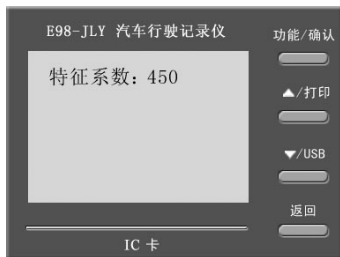 E98-JLY 汽车行驶记录仪
特征系数: 450
功能/确认
▲/打印
▼/USB
返回
IC 卡